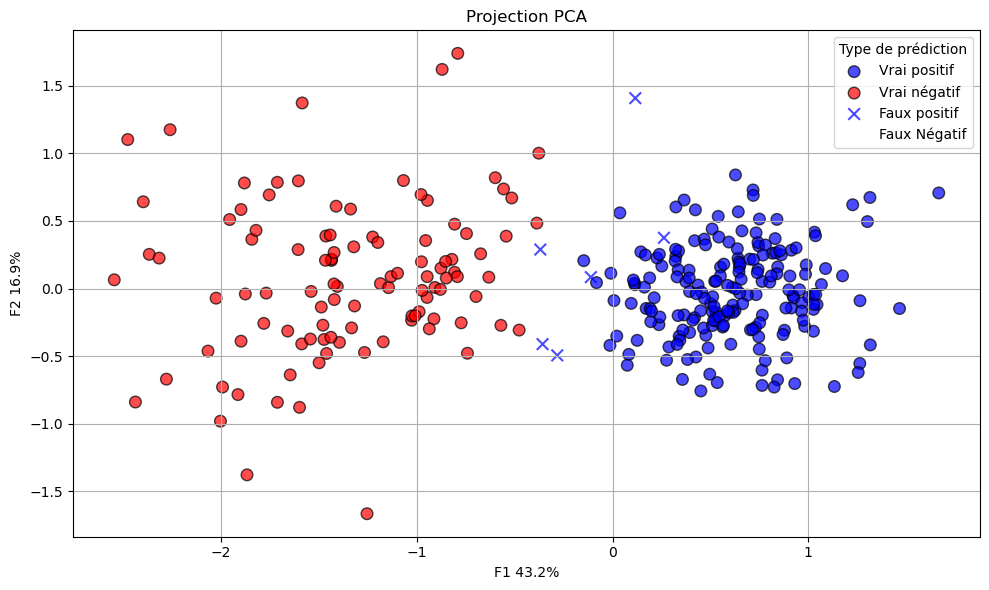 Projection PCA
Type de prédiction
Vrai positif
Vrai négatif
Faux positif
Faux Négatif
1.5
1.0
0.5
0.0
−0.5
−1.0
−1.5
F2 16.9%
−2
−1
0
1
F1 43.2%